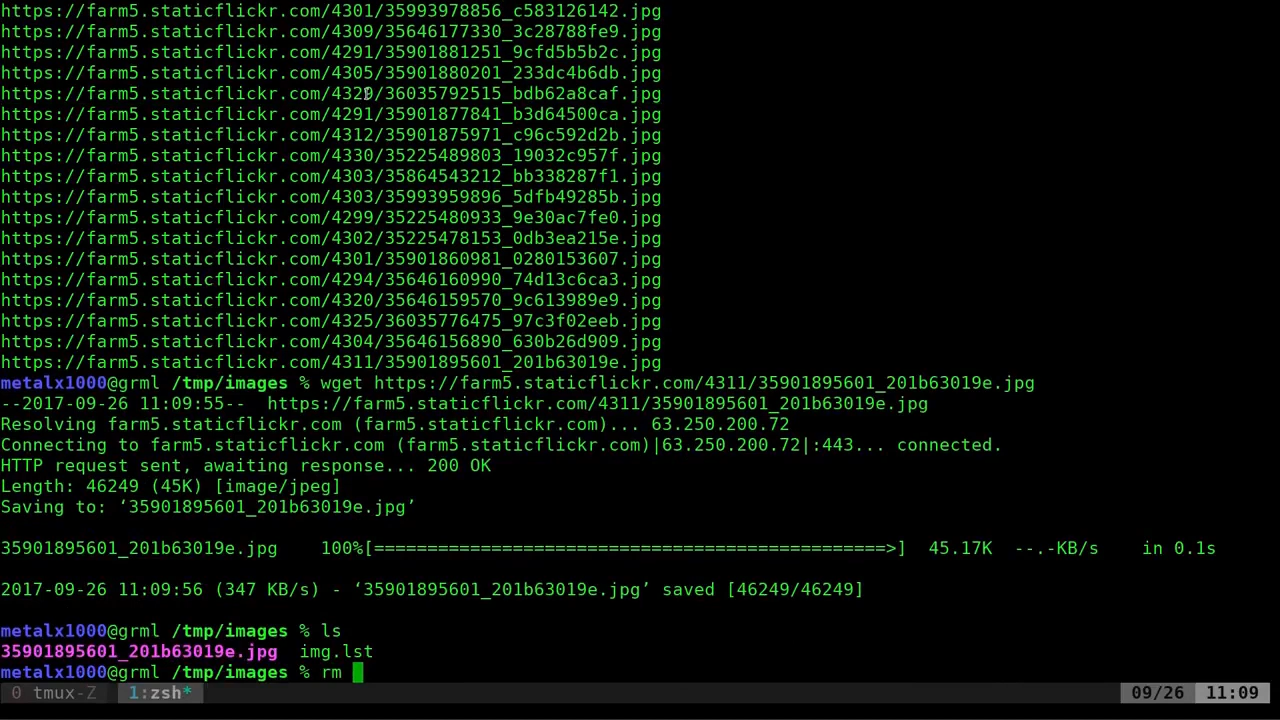 https://farm5.staticflickr.com/4301/35993978856_c583126142.jpg
https://farm5.staticflickr.com/4309/35646177330_3c28788fe9.jpg
https://farm5.staticflickr.com/4291/35901881251_9cfd5b5b2c.jpg
https://farm5.staticflickr.com/4305/35901880201_233dc4b6db.jpg
https://farm5.staticflickr.com/4329/36035792515_bdb62a8caf.jpg
https://farm5.staticflickr.com/4291/35901877841_b3d64500ca.jpg
https://farm5.staticflickr.com/4312/35901875971_c96c592d2b.jpg
https://farm5.staticflickr.com/4330/35225489803_19032c957f.jpg
https://farm5.staticflickr.com/4303/35864543212_bb338287f1.jpg
https://farm5.staticflickr.com/4303/35993959896_5dfb49285b.jpg
https://farm5.staticflickr.com/4299/35225480933_9e30ac7fe0.jpg
https://farm5.staticflickr.com/4302/35225478153_0db3ea215e.jpg
https://farm5.staticflickr.com/4301/35901860981_0280153607.jpg
https://farm5.staticflickr.com/4294/35646160990_74d13c6ca3.jpg
https://farm5.staticflickr.com/4320/35646159570_9c613989e9.jpg
https://farm5.staticflickr.com/4325/36035776475_97c3f02eeb.jpg
https://farm5.staticflickr.com/4304/35646156890_630b26d909.jpg
https://farm5.staticflickr.com/4311/35901895601_201b63019e.jpg
metalx1000@grml /tmp/images % wget https://farm5.staticflickr.com/4311/35901895601_201b63019e.jpg
--2017-09-26 11:09:55--  https://farm5.staticflickr.com/4311/35901895601_201b63019e.jpg
Resolving farm5.staticflickr.com (farm5.staticflickr.com)... 63.250.200.72
Connecting to farm5.staticflickr.com (farm5.staticflickr.com)|63.250.200.72|:443... connected.
HTTP request sent, awaiting response... 200 OK
Length: 46249 (45K) [image/jpeg]
Saving to: ‘35901895601_201b63019e.jpg’
35901895601_201b63019e.jpg    100%[================================================>]  45.17K  --.-KB/s    in 0.1s
2017-09-26 11:09:56 (347 KB/s) - ‘35901895601_201b63019e.jpg’ saved [46249/46249]
metalx1000@grml /tmp/images % ls
35901895601_201b63019e.jpg  img.lst
metalx1000@grml /tmp/images % rm
0 tmux-Z  1:zsh*  09/26  11:09